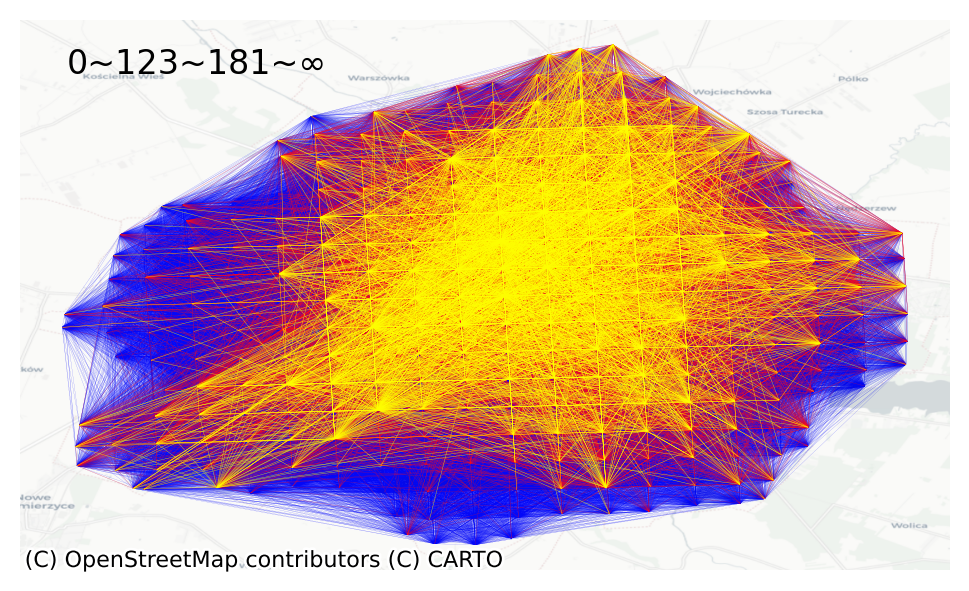 0~123~181~∞
Kościelna Wieś
Warszówka
Pólko
Wojciechówka
Szosa Turecka
ków
Nowe
mierzyce
Wolica
(C) OpenStreetMap contributors (C) CARTO